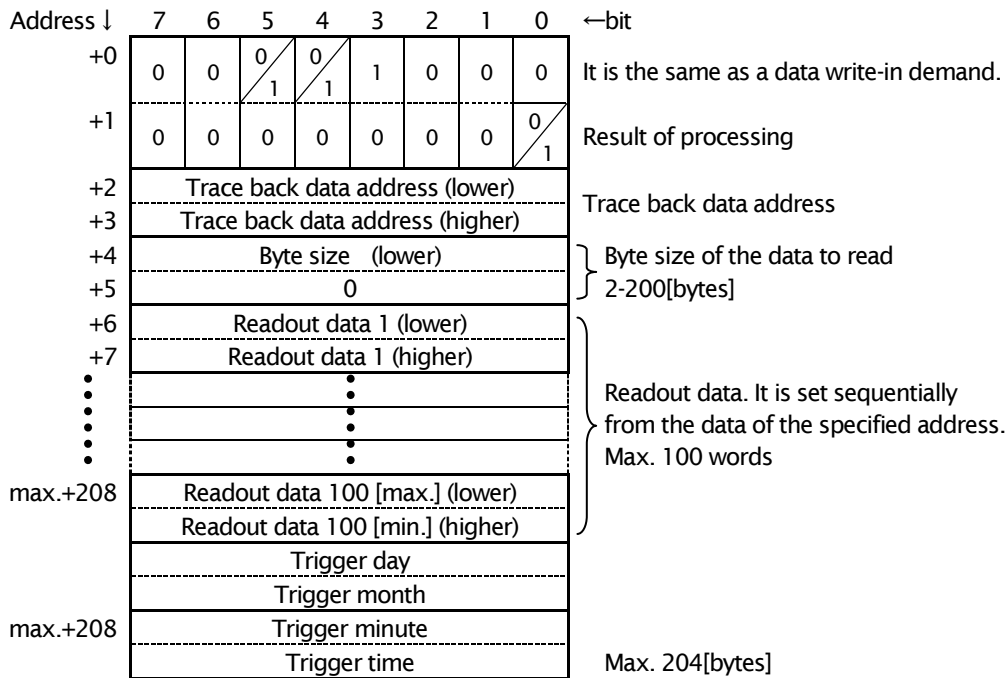 Address ↓ 7 6 5 4 3 2 1 0 ←bit
+0 0 0 0/1 0/1 1 0 0 0 It is the same as a data write-in demand.
+1 0 0 0 0 0 0 0 0/1 Result of processing
+2 Trace back data address (lower)
Trace back data address
+3 Trace back data address (higher)
+4 Byte size (lower) Byte size of the data to read
+5 0 2-200[bytes]
+6 Readout data 1 (lower)
+7 Readout data 1 (higher)
Readout data. It is set sequentially
from the data of the specified address.
Max. 100 words
max.+208 Readout data 100 [max.] (lower)
Readout data 100 [min.] (higher)
Trigger day
Trigger month
max.+208 Trigger minute
Trigger time Max. 204[bytes]